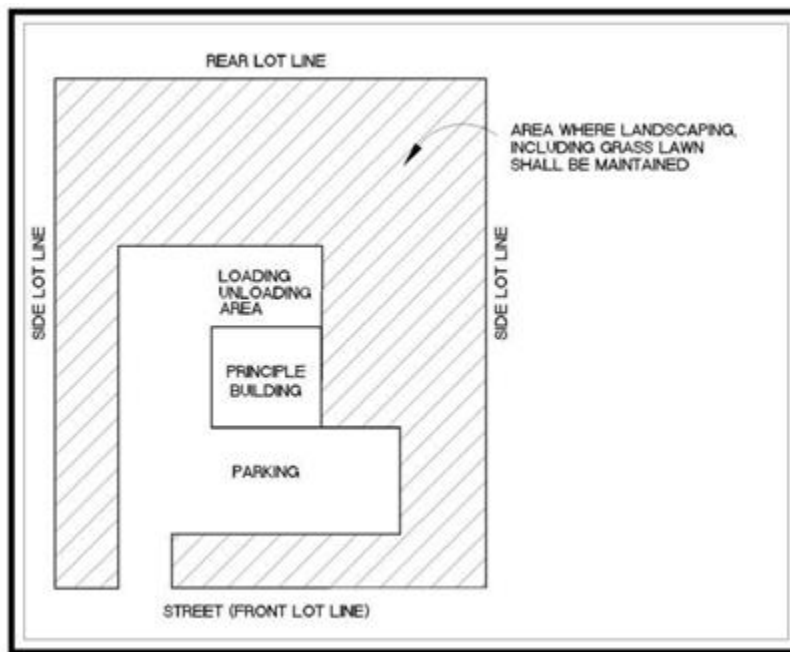 REAR LOT LINE
AREA WHERE LANDSCAPING,
INCLUDING GRASS LAWN
SHALL BE MAINTAINED
SIDE LOT LINE
SIDE LOT LINE
LOADING
UNLOADING
AREA
PRINCIPLE
BUILDING
PARKING
STREET (FRONT LOT LINE)